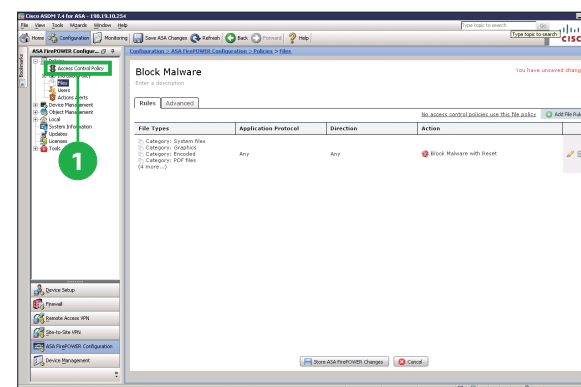 Cisco ASDM 7.4 for ASA - 198.19.10.254
File View Tools Wizards Window Help
Type topic to search
Go
Home Configuration Monitoring Save ASA Changes Refresh Back Forward Help
Type topic to search
CISC
Bookmarks
ASA FirePOWER Configur...
Configuration > ASA FirePOWER Configuration > Policies > Files
Policies
Access Control Policy
Intrusion Policy
Files
Users
Actions Alerts
Device Management
Object Management
Local
System Information
Updates
Licenses
Tools
1
Block Malware
You have unsaved chang
Enter a description
Rules Advanced
No access control policies use this file policy Add File Rul
File Types Application Protocol Direction Action
Category: System files
Category: Graphics
Category: Encoded
Category: PDF files
(4 more...)
Any Any Block Malware with Reset
Device Setup
Firewall
Remote Access VPN
Site-to-Site VPN
ASA FirePOWER Configuration
Device Management
Store ASA FirePOWER Changes Cancel